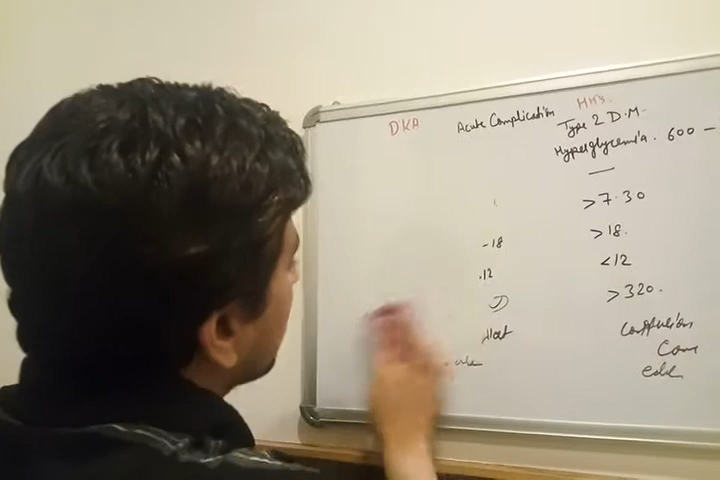 DKA Acute Complication HHS
Type 2 D.M.
Hyperglycemia. 600 -
>7.30
>18.
-18
<12
.12
>320.
Confusion
Coma